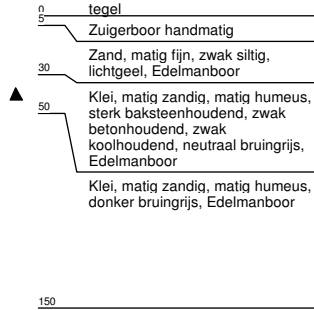 0
tegel
5
Zuigerboor handmatig
Zand, matig fijn, zwak siltig,
30
lichtgeel, Edelmanboor
Klei, matig zandig, matig humeus,
50
sterk baksteenhoudend, zwak
betonhoudend, zwak
koolhoudend, neutraal bruingrijs,
Edelmanboor
Klei, matig zandig, matig humeus,
donker bruingrijs, Edelmanboor
150